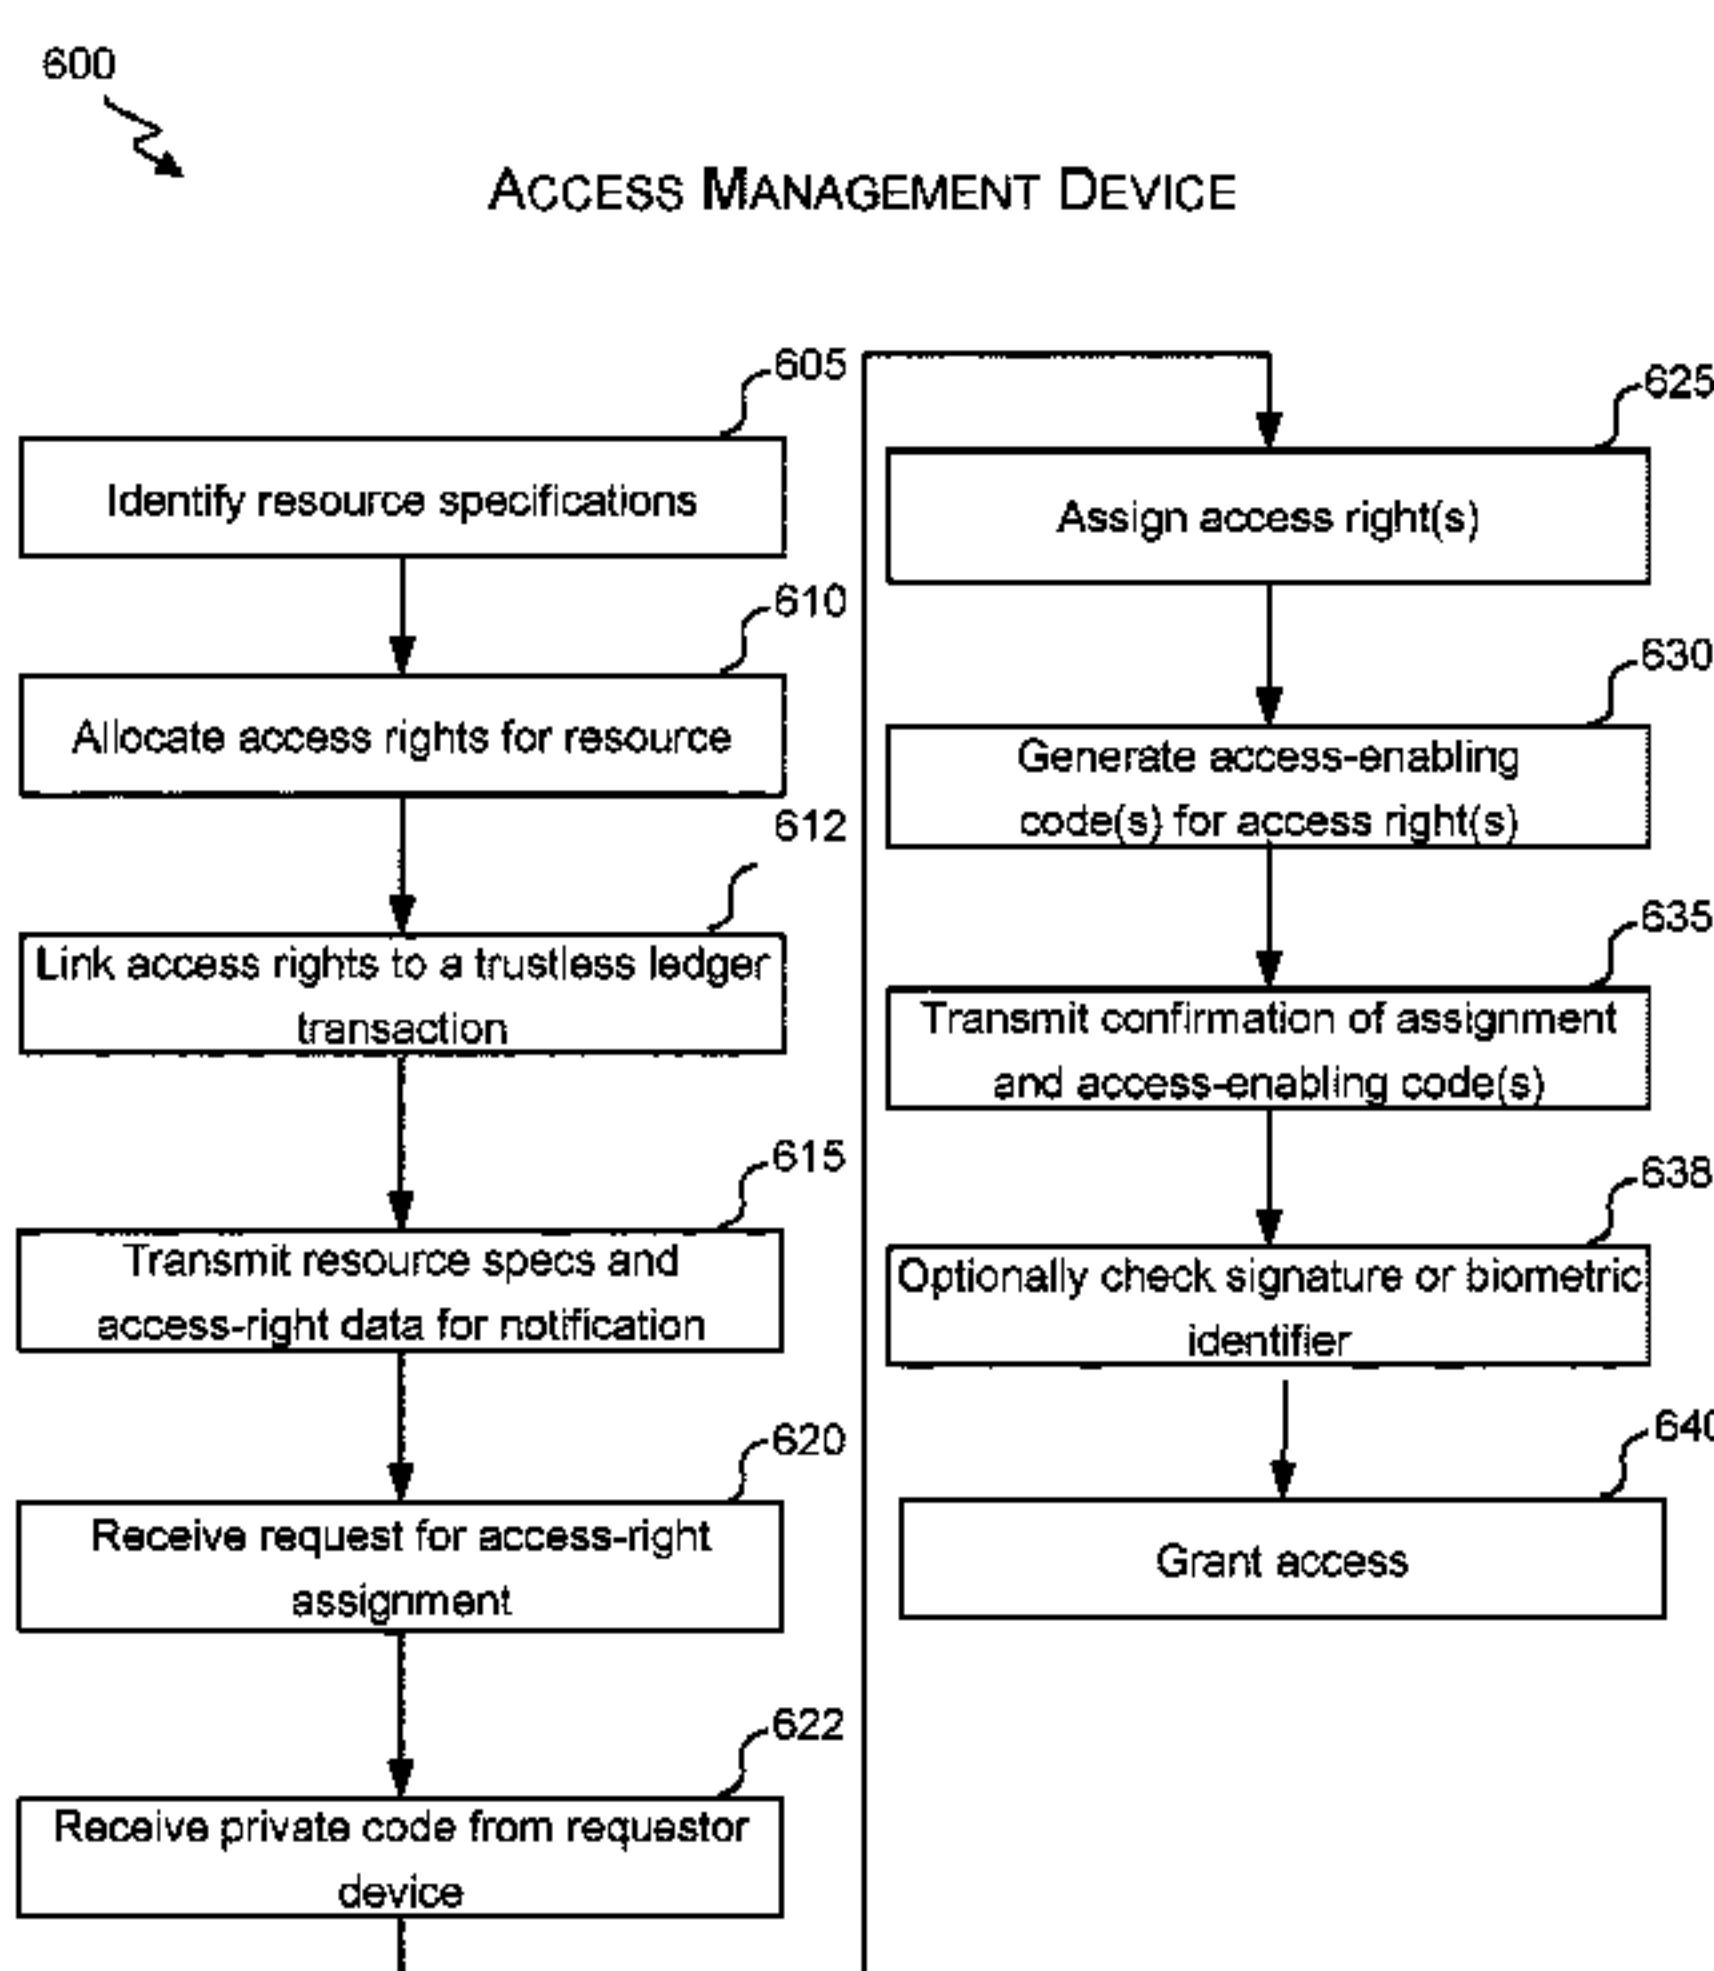 600
ACCESS MANAGEMENT DEVICE
605
Identify resource specifications
610
Allocate access rights for resource
612
Link access rights to a trustless ledger
transaction
615
Transmit resource specs and
access-right data for notification
620
Receive request for access-right
assignment
622
Receive private code from requestor
device
625
Assign access right(s)
630
Generate access-enabling
code(s) for access right(s)
635
Transmit confirmation of assignment
and access-enabling code(s)
638
Optionally check signature or biometric
identifier
640
Grant access